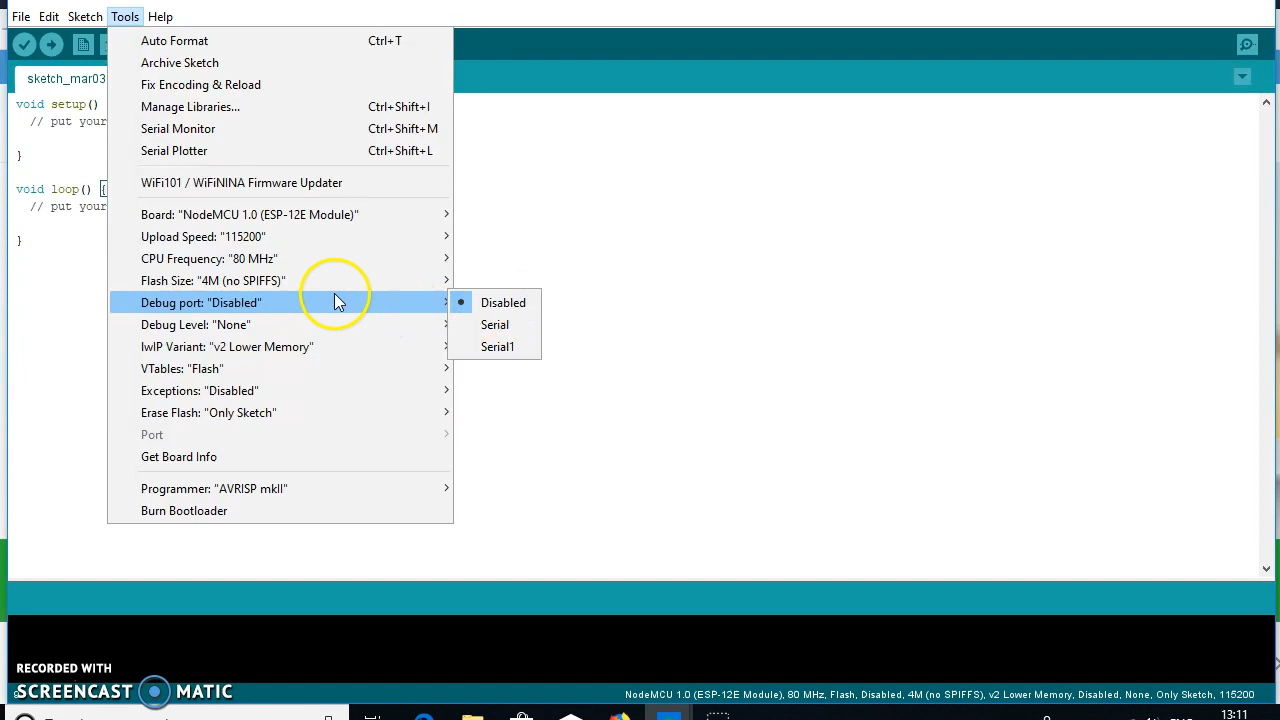 File Edit Sketch Tools Help
Auto Format Ctrl+T
Archive Sketch
Fix Encoding & Reload
Manage Libraries... Ctrl+Shift+I
Serial Monitor Ctrl+Shift+M
Serial Plotter Ctrl+Shift+L
WiFi101 / WiFiNINA Firmware Updater
Board: "NodeMCU 1.0 (ESP-12E Module)"
Upload Speed: "115200"
CPU Frequency: "80 MHz"
Flash Size: "4M (no SPIFFS)"
Debug port: "Disabled"
Debug Level: "None"
lwIP Variant: "v2 Lower Memory"
VTables: "Flash"
Exceptions: "Disabled"
Erase Flash: "Only Sketch"
Port
Get Board Info
Programmer: "AVRISP mkII"
Burn Bootloader
Disabled
Serial
Serial1
sketch_mar03
void setup()
// put your
}
void loop() {
// put your
}
RECORDED WITH
SCREENCAST MATIC
NodeMCU 1.0 (ESP-12E Module), 80 MHz, Flash, Disabled, 4M (no SPIFFS), v2 Lower Memory, Disabled, None, Only Sketch, 115200
13:11